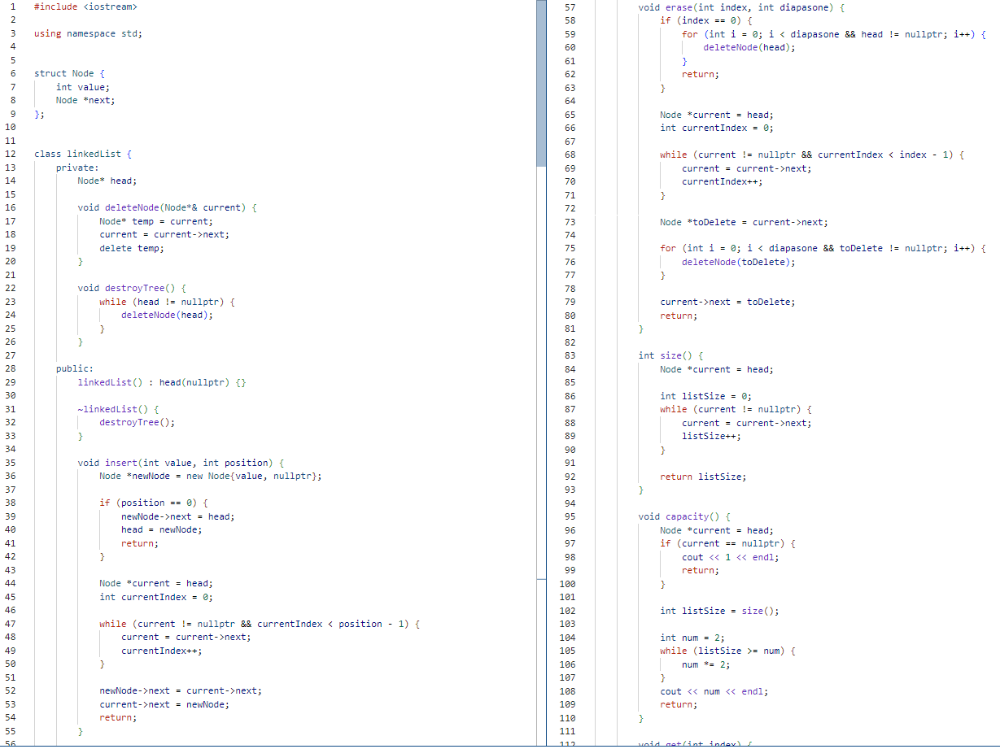 1 #include <iostream>
2
3 using namespace std;
4
5
6 struct Node {
7     int value;
8     Node *next;
9 };
10
11
12 class linkedList {
13     private:
14         Node* head;
15
16         void deleteNode(Node*& current) {
17             Node* temp = current;
18             current = current->next;
19             delete temp;
20         }
21
22         void destroyTree() {
23             while (head != nullptr) {
24                 deleteNode(head);
25             }
26         }
27
28     public:
29         linkedList() : head(nullptr) {}
30
31         ~linkedList() {
32             destroyTree();
33         }
34
35         void insert(int value, int position) {
36             Node *newNode = new Node{value, nullptr};
37
38             if (position == 0) {
39                 newNode->next = head;
40                 head = newNode;
41                 return;
42             }
43
44             Node *current = head;
45             int currentIndex = 0;
46
47             while (current != nullptr && currentIndex < position - 1) {
48                 current = current->next;
49                 currentIndex++;
50             }
51
52             newNode->next = current->next;
53             current->next = newNode;
54             return;
55         }
56
57         void erase(int index, int diapasone) {
58             if (index == 0) {
59                 for (int i = 0; i < diapasone && head != nullptr; i++) {
60                     deleteNode(head);
61                 }
62                 return;
63             }
64
65             Node *current = head;
66             int currentIndex = 0;
67
68             while (current != nullptr && currentIndex < index - 1) {
69                 current = current->next;
70                 currentIndex++;
71             }
72
73             Node *toDelete = current->next;
74
75             for (int i = 0; i < diapasone && toDelete != nullptr; i++) {
76                 deleteNode(toDelete);
77             }
78
79             current->next = toDelete;
80             return;
81         }
82
83         int size() {
84             Node *current = head;
85
86             int listSize = 0;
87             while (current != nullptr) {
88                 current = current->next;
89                 listSize++;
90             }
91
92             return listSize;
93         }
94
95         void capacity() {
96             Node *current = head;
97             if (current == nullptr) {
98                 cout << 1 << endl;
99                 return;
100             }
101
102             int listSize = size();
103
104             int num = 2;
105             while (listSize >= num) {
106                 num *= 2;
107             }
108             cout << num << endl;
109             return;
110         }
111
112         void get(int index) {